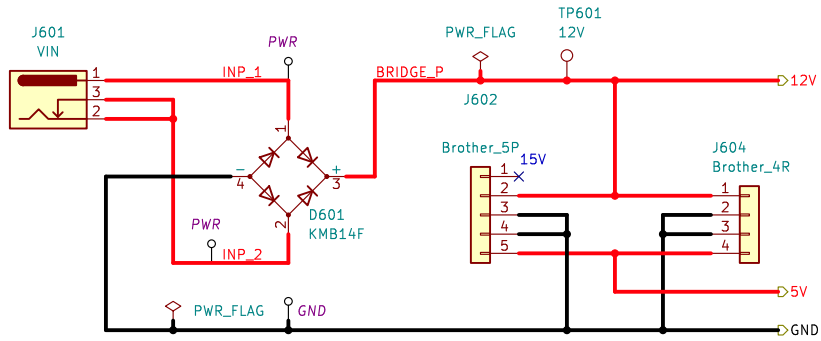 J601
VIN
1
3
2
PWR
INP_1
BRIDGE_P
PWR_FLAG
J602
TP601
12V
12V
1
-
4
+
3
2
D601
KMB14F
PWR
INP_2
Brother_5P
15V
1
2
3
4
5
J604
Brother_4R
1
2
3
4
5V
PWR_FLAG
GND
GND